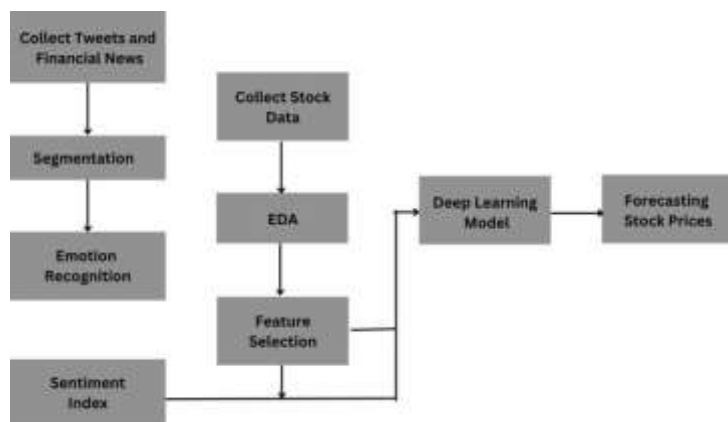 Collect Tweets and
Financial News
Segmentation
Emotion
Recognition
Sentiment
Index
Collect Stock
Data
EDA
Feature
Selection
Deep Learning
Model
Forecasting
Stock Prices